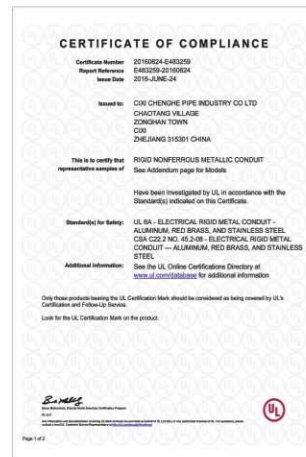 CERTIFICATE OF COMPLIANCE
Certificate Number 20160624-E483259
Report Reference E483259-20160624
Issue Date 2016-JUNE-24
Issued to: CIXI CHENGHE PIPE INDUSTRY CO LTD
CHAOTANG VILLAGE
ZONGHAN TOWN
CIXI
ZHEJIANG 315301 CHINA
This is to certify that RIGID NONFERROUS METALLIC CONDUIT
representative samples of See Addendum page for Models
Have been investigated by UL in accordance with the
Standard(s) indicated on this Certificate.
Standard(s) for Safety: UL 6A - ELECTRICAL RIGID METAL CONDUIT -
ALUMINUM, RED BRASS, AND STAINLESS STEEL
CSA C22.2 NO. 45.2-08 - ELECTRICAL RIGID METAL
CONDUIT — ALUMINUM, RED BRASS, AND STAINLESS
STEEL
Additional Information: See the UL Online Certifications Directory at
www.ul.com/database for additional information
Only those products bearing the UL Certification Mark should be considered as being covered by UL's
Certification and Follow-Up Service.
Look for the UL Certification Mark on the product.
UL
Page 1 of 2